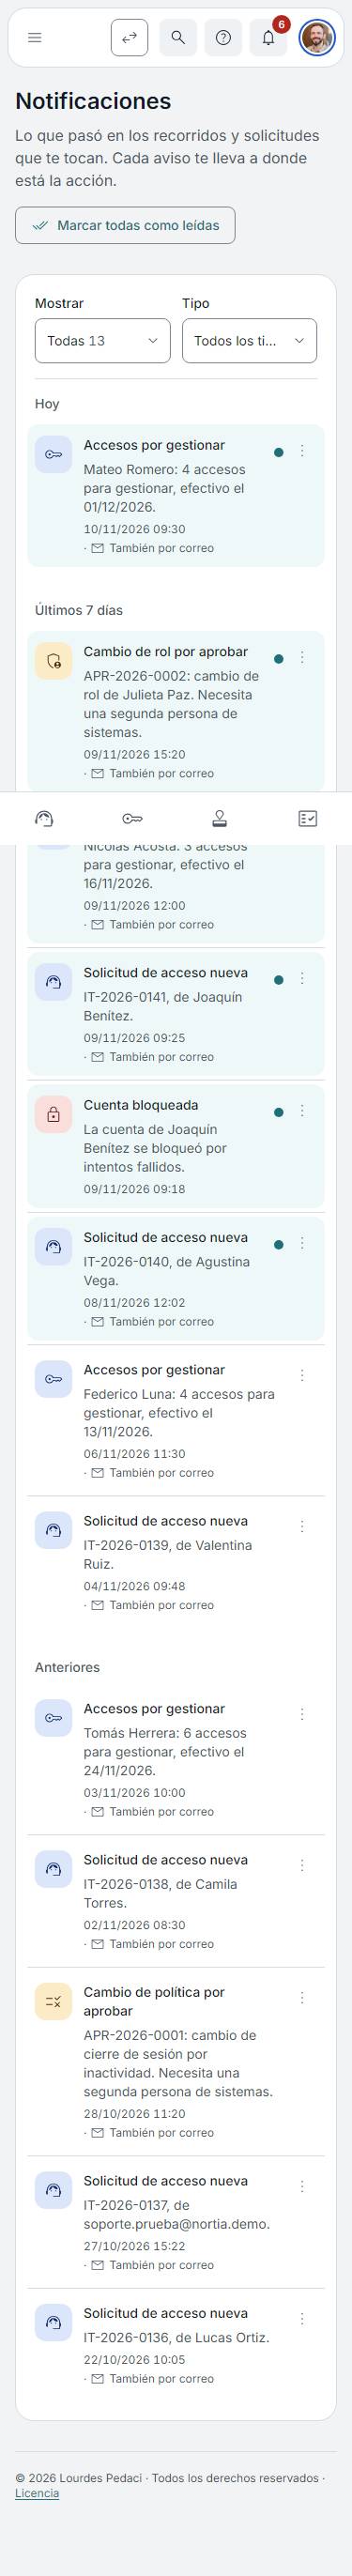 6
Notificaciones
Lo que pasó en los recorridos y solicitudes
que te tocan. Cada aviso te lleva a donde
está la acción.
Marcar todas como leídas
Mostrar
Tipo
Todas 13
Todos los ti...
Hoy
Accesos por gestionar
Mateo Romero: 4 accesos
para gestionar, efectivo el
01/12/2026.
10/11/2026 09:30
· También por correo
Últimos 7 días
Cambio de rol por aprobar
APR-2026-0002: cambio de
rol de Julieta Paz. Necesita
una segunda persona de
sistemas.
09/11/2026 15:20
· También por correo
Nicolás Acosta: 3 accesos
para gestionar, efectivo el
16/11/2026.
09/11/2026 12:00
· También por correo
Solicitud de acceso nueva
IT-2026-0141, de Joaquín
Benítez.
09/11/2026 09:25
· También por correo
Cuenta bloqueada
La cuenta de Joaquín
Benítez se bloqueó por
intentos fallidos.
09/11/2026 09:18
Solicitud de acceso nueva
IT-2026-0140, de Agustina
Vega.
08/11/2026 12:02
· También por correo
Accesos por gestionar
Federico Luna: 4 accesos para
gestionar, efectivo el
13/11/2026.
06/11/2026 11:30
· También por correo
Solicitud de acceso nueva
IT-2026-0139, de Valentina
Ruiz.
04/11/2026 09:48
· También por correo
Anteriores
Accesos por gestionar
Tomás Herrera: 6 accesos
para gestionar, efectivo el
24/11/2026.
03/11/2026 10:00
· También por correo
Solicitud de acceso nueva
IT-2026-0138, de Camila
Torres.
02/11/2026 08:30
· También por correo
Cambio de política por
aprobar
APR-2026-0001: cambio de
cierre de sesión por
inactividad. Necesita una
segunda persona de sistemas.
28/10/2026 11:20
· También por correo
Solicitud de acceso nueva
IT-2026-0137, de
soporte.prueba@nortia.demo.
27/10/2026 15:22
· También por correo
Solicitud de acceso nueva
IT-2026-0136, de Lucas Ortiz.
22/10/2026 10:05
· También por correo
© 2026 Lourdes Pedaci · Todos los derechos reservados ·
Licencia